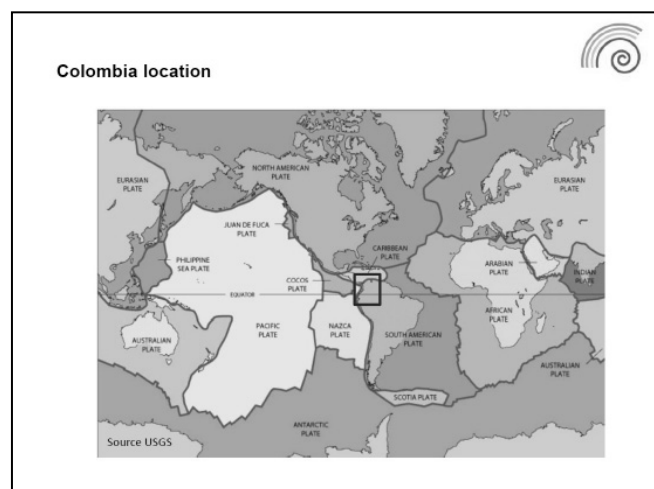 Colombia location
EURASIAN
PLATE
NORTH AMERICAN
PLATE
EURASIAN
PLATE
JUAN DE FUCA
PLATE
CARIBBEAN
PLATE
PHILIPPINE
SEA PLATE
ARABIAN
PLATE
INDIAN
PLATE
COCOS
PLATE
EQUATOR
AUSTRALIAN
PLATE
PACIFIC
PLATE
NAZCA
PLATE
SOUTH AMERICAN
PLATE
AFRICAN
PLATE
AUSTRALIAN
PLATE
SCOTIA PLATE
ANTARCTIC
PLATE
Source USGS